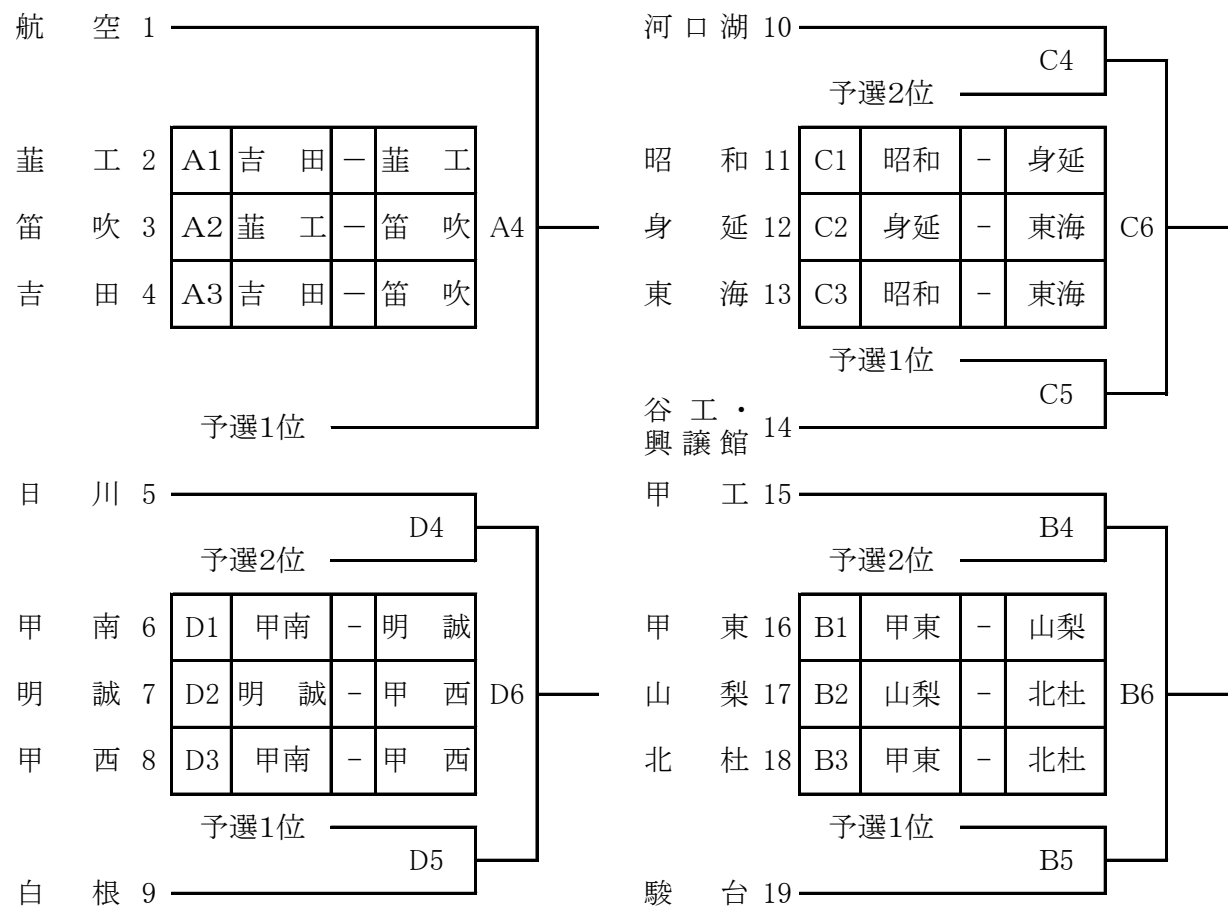 航 空 1
韮 工 2 A1 吉 田 － 韮 工
笛 吹 3 A2 韮 工 － 笛 吹 A4
吉 田 4 A3 吉 田 － 笛 吹
予選1位
日 川 5
D4
予選2位
甲 南 6 D1 甲南 - 明 誠
明 誠 7 D2 明 誠 - 甲 西 D6
甲 西 8 D3 甲南 - 甲 西
予選1位
D5
白 根 9
河口湖 10
C4
予選2位
昭 和 11 C1 昭和 - 身延
身 延 12 C2 身延 - 東海 C6
東 海 13 C3 昭和 - 東海
予選1位
C5
谷工・
興譲館 14
甲 工 15
B4
予選2位
甲 東 16 B1 甲東 - 山梨
山 梨 17 B2 山梨 - 北杜 B6
北 杜 18 B3 甲東 - 北杜
予選1位
B5
駿 台 19